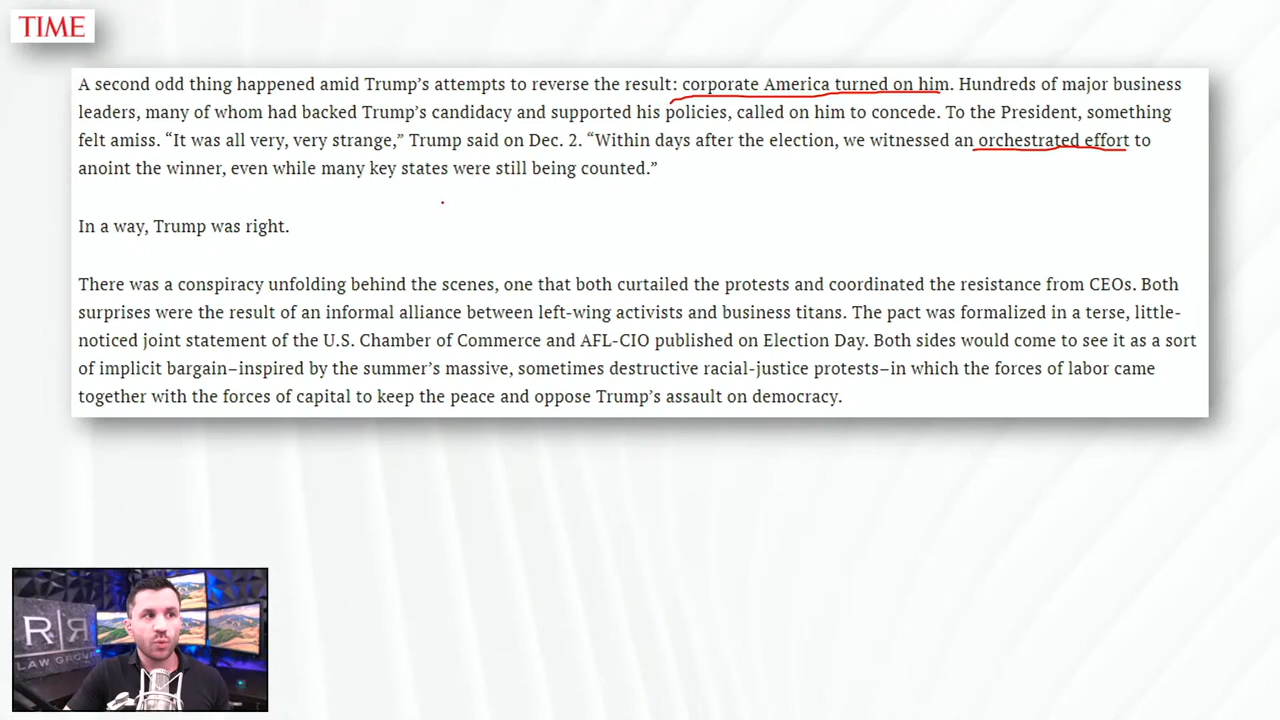 TIME
A second odd thing happened amid Trump’s attempts to reverse the result: corporate America turned on him. Hundreds of major business
leaders, many of whom had backed Trump’s candidacy and supported his policies, called on him to concede. To the President, something
felt amiss. “It was all very, very strange,” Trump said on Dec. 2. “Within days after the election, we witnessed an orchestrated effort to
anoint the winner, even while many key states were still being counted.”
In a way, Trump was right.
There was a conspiracy unfolding behind the scenes, one that both curtailed the protests and coordinated the resistance from CEOs. Both
surprises were the result of an informal alliance between left-wing activists and business titans. The pact was formalized in a terse, little-
noticed joint statement of the U.S. Chamber of Commerce and AFL-CIO published on Election Day. Both sides would come to see it as a sort
of implicit bargain–inspired by the summer’s massive, sometimes destructive racial-justice protests–in which the forces of labor came
together with the forces of capital to keep the peace and oppose Trump’s assault on democracy.
R|R
LAW GROUP